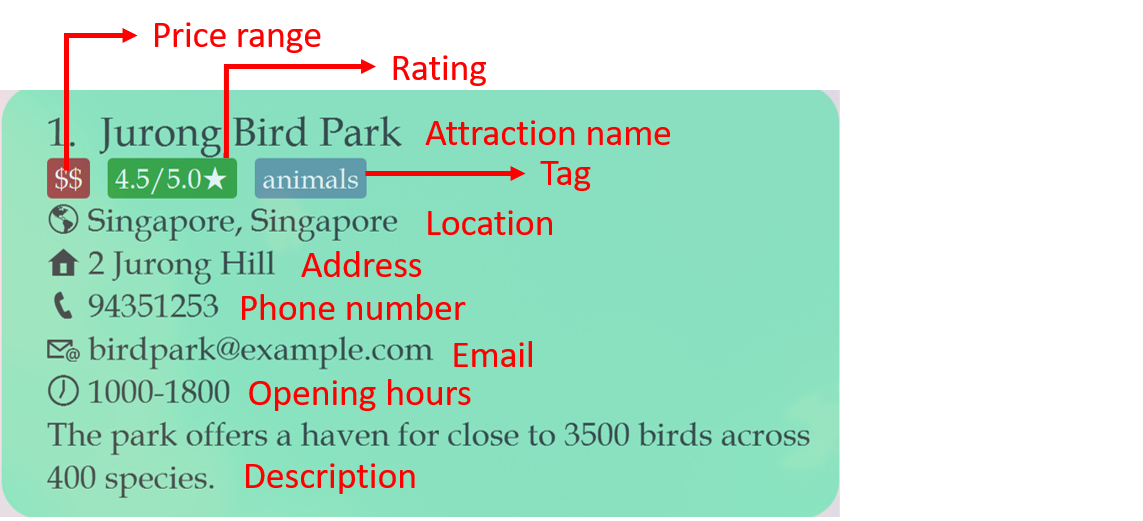 Price range
Rating
1. Jurong Bird Park Attraction name
$$ 4.5/5.0★ animals Tag
Singapore, Singapore Location
2 Jurong Hill Address
94351253 Phone number
birdpark@example.com Email
1000-1800 Opening hours
The park offers a haven for close to 3500 birds across
400 species. Description